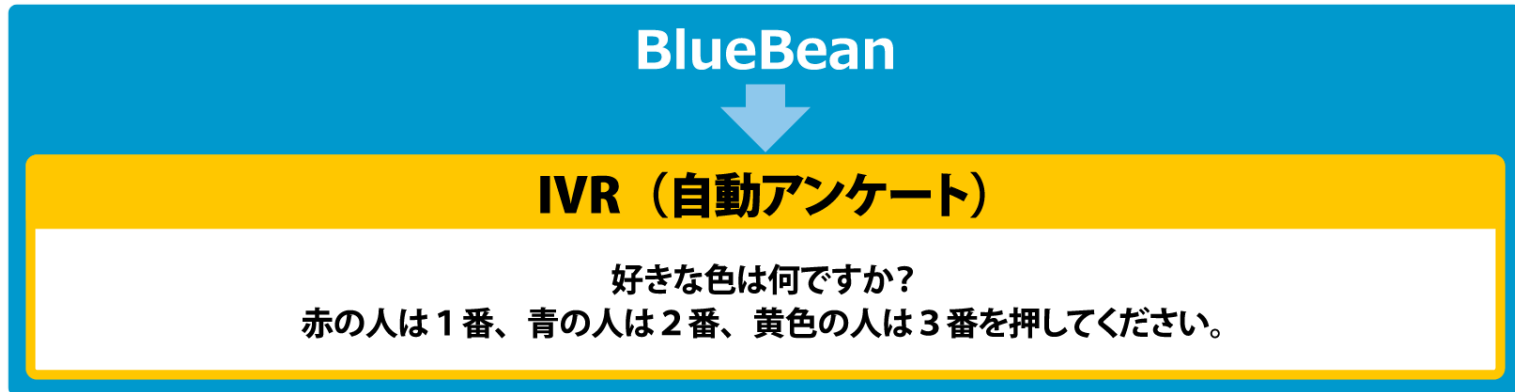 BlueBean
IVR（自動アンケート）
好きな色は何ですか？
赤の人は１番、青の人は２番、黄色の人は３番を押してください。